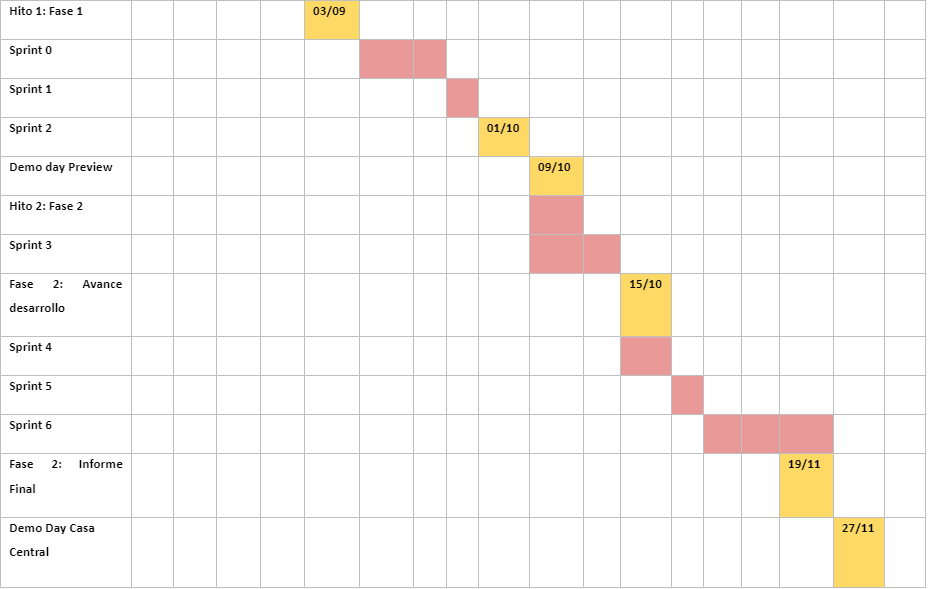 Hito 1: Fase 1 03/09
Sprint 0
Sprint 1
Sprint 2 01/10
Demo day Preview 09/10
Hito 2: Fase 2
Sprint 3
Fase 2: Avance 15/10
desarrollo
Sprint 4
Sprint 5
Sprint 6
Fase 2: Informe 19/11
Final
Demo Day Casa 27/11
Central